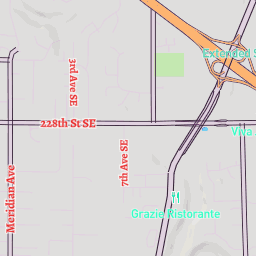 Extended S
3rd Ave SE
228th St SE
Viva
7th Ave SE
Meridian Ave
Grazie Ristorante